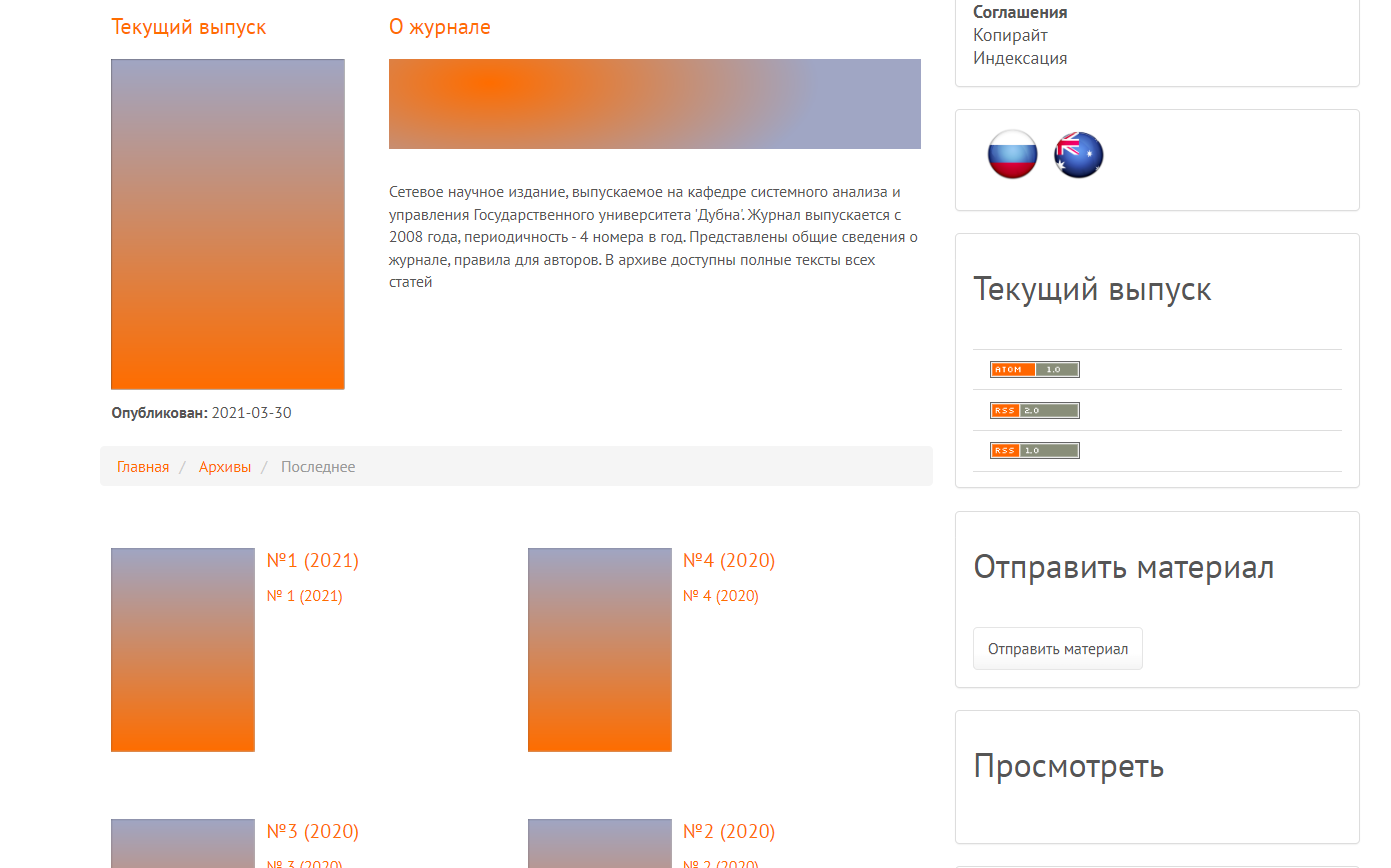 Текущий выпуск
О журнале
Сетевое научное издание, выпускаемое на кафедре системного анализа и
управления Государственного университета 'Дубна'. Журнал выпускается с
2008 года, периодичность - 4 номера в год. Представлены общие сведения о
журнале, правила для авторов. В архиве доступны полные тексты всех
статей
Опубликован: 2021-03-30
Главная / Архивы / Последнее
№1 (2021)
№ 1 (2021)
№4 (2020)
№ 4 (2020)
№3 (2020)
№ 3 (2020)
№2 (2020)
№ 2 (2020)
Соглашения
Копирайт
Индексация
Текущий выпуск
ATOM 1.0
RSS 2.0
RSS 1.0
Отправить материал
Отправить материал
Просмотреть